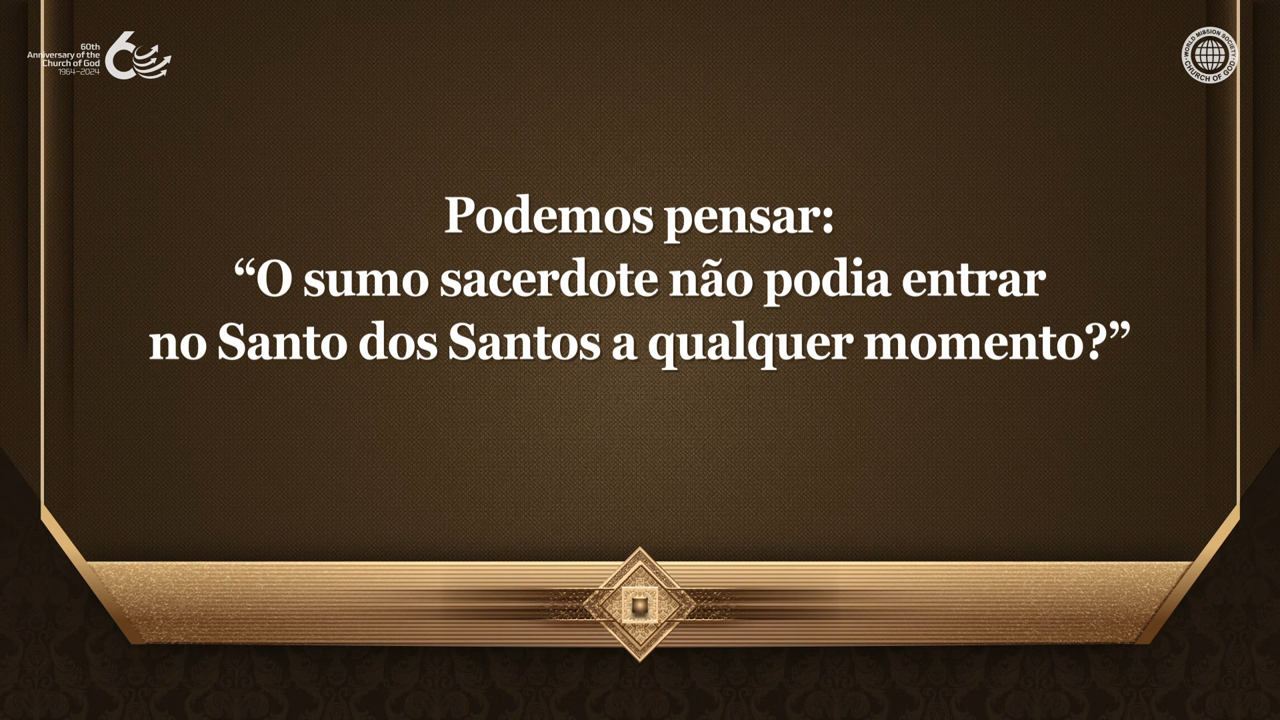 60th
Anniversary of the
Church of God
1964–2024
WORLD MISSION SOCIETY
CHURCH OF GOD
Podemos pensar:
“O sumo sacerdote não podia entrar
no Santo dos Santos a qualquer momento?”